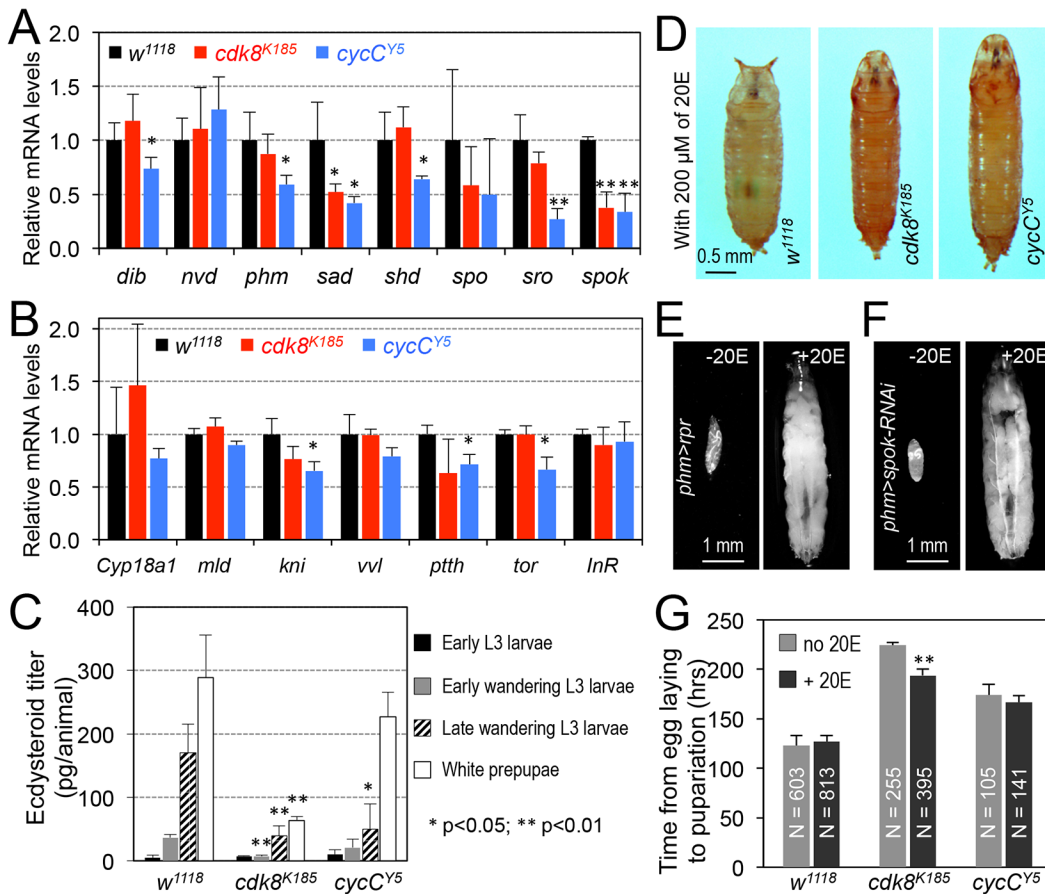 A
Relative mRNA levels
2.0
1.5
1.0
0.5
0.0
w1118 cdk8K185 cycCY5
* * * * * ** ** **
dib nvd phm sad shd spo sro spok
B
Relative mRNA levels
2.0
1.5
1.0
0.5
0.0
w1118 cdk8K185 cycCY5
* * *
Cyp18a1 mld kni vvl ptth tor InR
C
Ecdysteroid titer
(pg/animal)
400
300
200
100
0
Early L3 larvae
Early wandering L3 larvae
Late wandering L3 larvae
White prepupae
* p<0.05; ** p<0.01
** ** ** *
w1118 cdk8K185 cycCY5
D
With 200 µM of 20E
0.5 mm
w1118
cdk8K185
cycCY5
E
-20E +20E
phm>rpr
1 mm
F
-20E +20E
phm>spok-RNAi
1 mm
G
Time from egg laying
to pupariation (hrs)
250
200
150
100
50
0
no 20E
+ 20E
**
N = 603
N = 813
N = 255
N = 395
N = 105
N = 141
w1118 cdk8K185 cycCY5